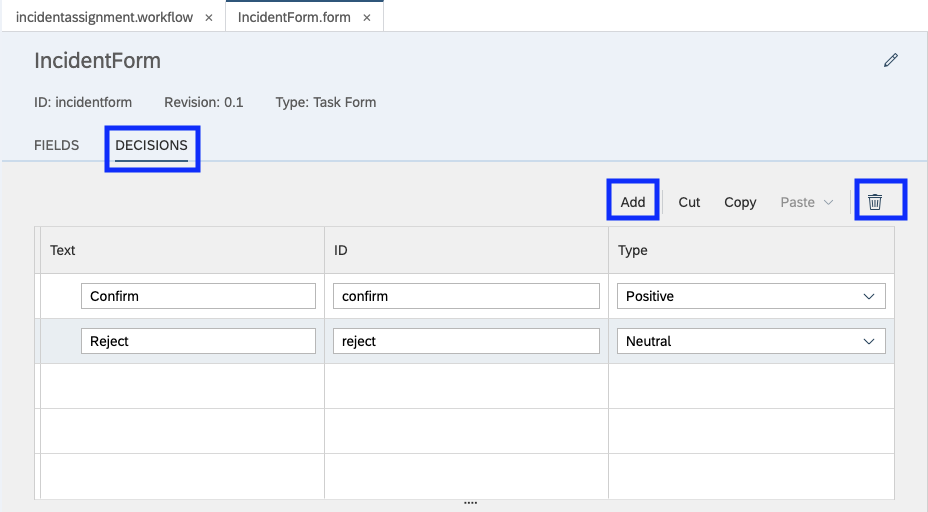 incidentassignment.workflow × IncidentForm.form ×
IncidentForm
ID: incidentform Revision: 0.1 Type: Task Form
FIELDS DECISIONS
Add Cut Copy Paste
Text ID Type
Confirm confirm Positive
Reject reject Neutral